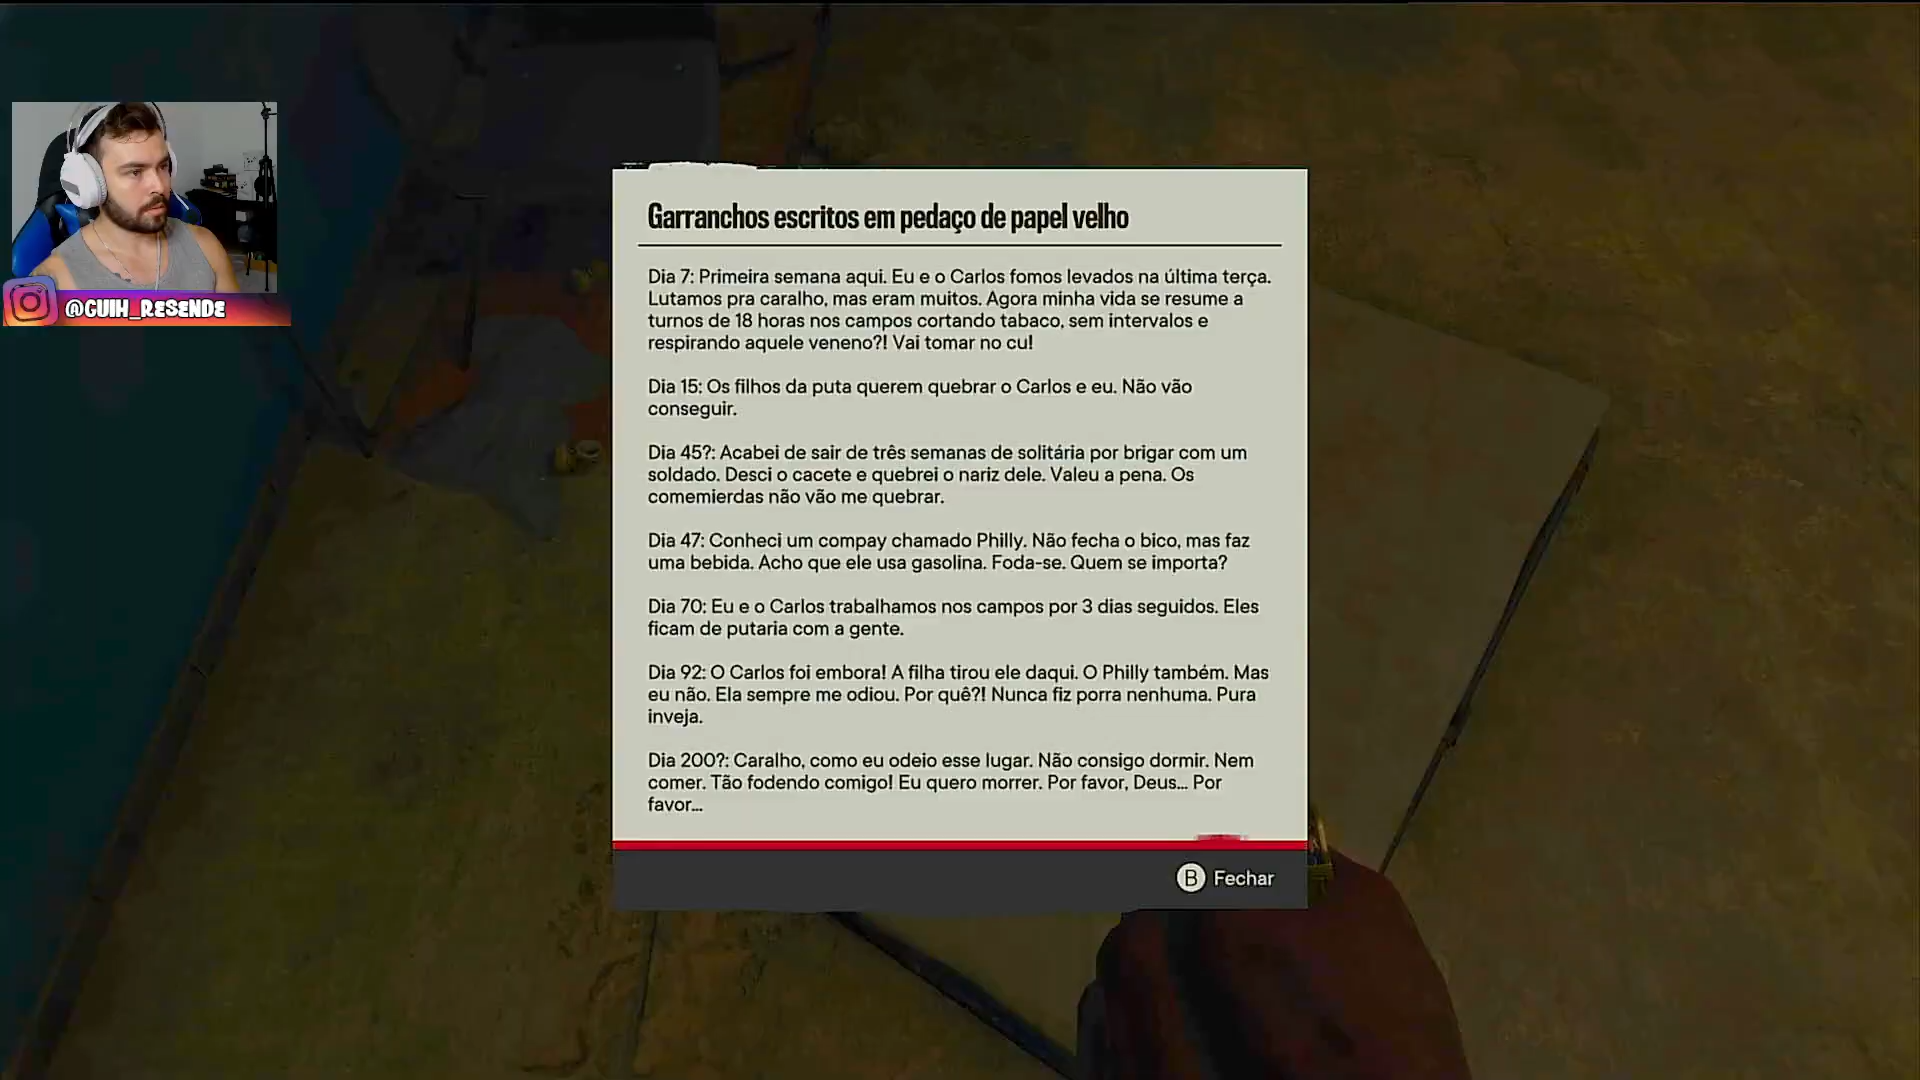 @GUIH_RESENDE
Garranchos escritos em pedaço de papel velho
Dia 7: Primeira semana aqui. Eu e o Carlos fomos levados na última terça.
Lutamos pra caralho, mas eram muitos. Agora minha vida se resume a
turnos de 18 horas nos campos cortando tabaco, sem intervalos e
respirando aquele veneno?! Vai tomar no cu!
Dia 15: Os filhos da puta querem quebrar o Carlos e eu. Não vão
conseguir.
Dia 45?: Acabei de sair de três semanas de solitária por brigar com um
soldado. Desci o cacete e quebrei o nariz dele. Valeu a pena. Os
comemierdas não vão me quebrar.
Dia 47: Conheci um compay chamado Philly. Não fecha o bico, mas faz
uma bebida. Acho que ele usa gasolina. Foda-se. Quem se importa?
Dia 70: Eu e o Carlos trabalhamos nos campos por 3 dias seguidos. Eles
ficam de putaria com a gente.
Dia 92: O Carlos foi embora! A filha tirou ele daqui. O Philly também. Mas
eu não. Ela sempre me odiou. Por quê?! Nunca fiz porra nenhuma. Pura
inveja.
Dia 200?: Caralho, como eu odeio esse lugar. Não consigo dormir. Nem
comer. Tão fodendo comigo! Eu quero morrer. Por favor, Deus... Por
favor...
B Fechar